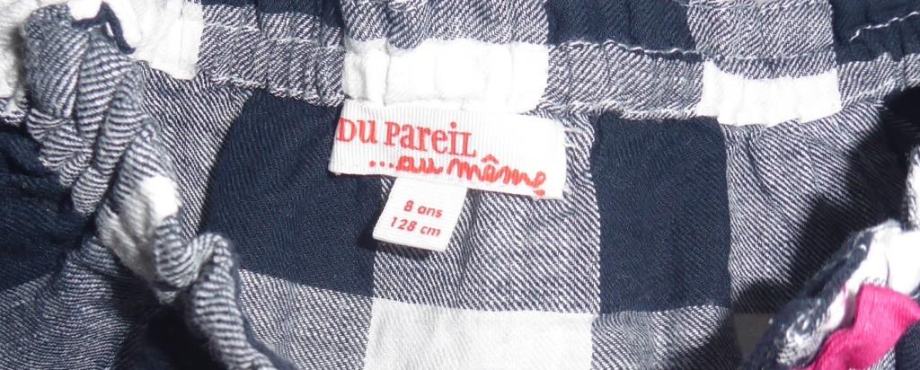 DU PAREIL
...au même
8 ans
128 cm